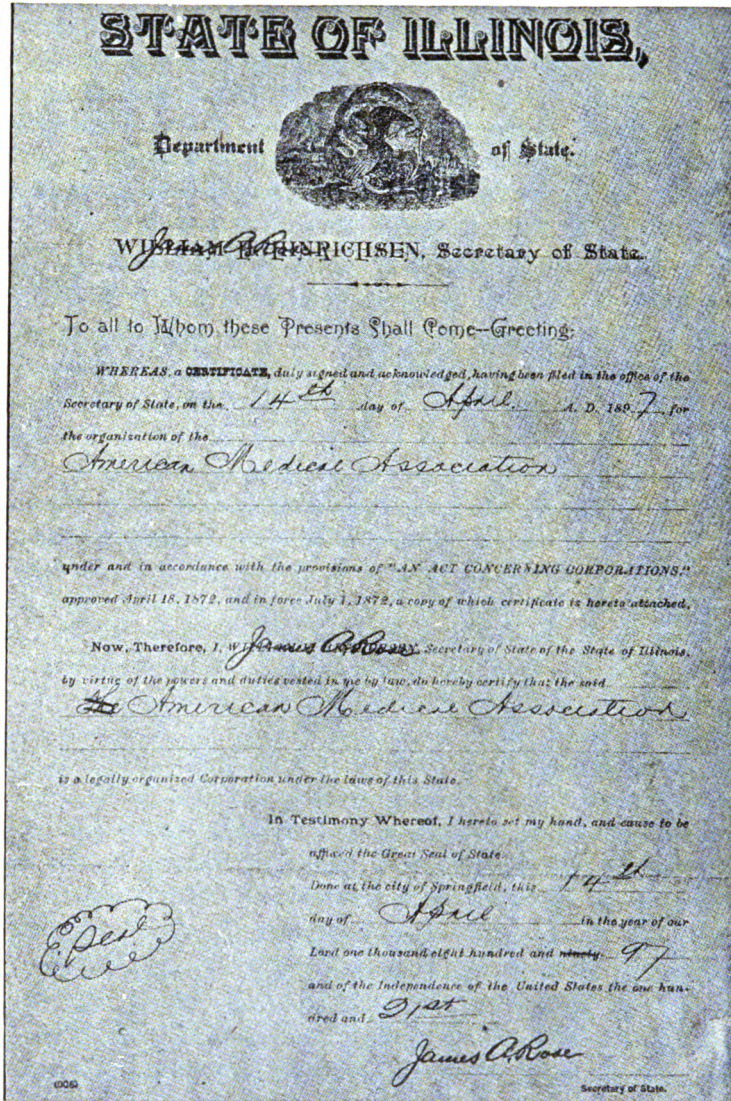 STATE OF ILLINOIS,
Department of State.
James A. Rose
WILLIAM H. HINRICHSEN, Secretary of State.
To all to Whom these Presents Shall Come--Greeting:
WHEREAS, a CERTIFICATE, duly signed and acknowledged, having been filed in the office of the
Secretary of State, on the 14th day of April A. D. 1897 for
the organization of the
American Medical Association
under and in accordance with the provisions of "AN ACT CONCERNING CORPORATIONS,"
approved April 18, 1872, and in force July 1, 1872, a copy of which certificate is hereto attached.
Now, Therefore, I, James A. Rose Secretary of State of the State of Illinois,
by virtue of the powers and duties vested in me by law, do hereby certify that the said
The American Medical Association
is a legally organized Corporation under the laws of this State.
In Testimony Whereof, I hereto set my hand, and cause to be
affixed the Great Seal of State.
Done at the city of Springfield, this 14th
day of April in the year of our
Lord one thousand eight hundred and ninety 97
and of the Independence of the United States the one hun-
dred and 21st
Seal
James A. Rose
Secretary of State.